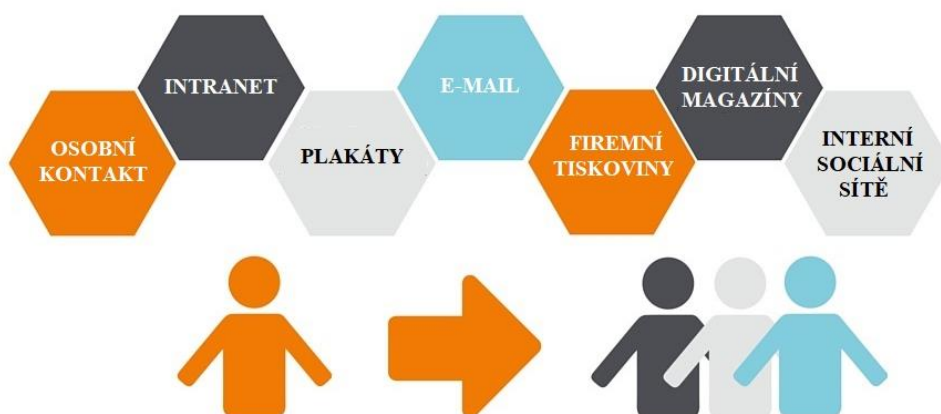 OSOBNÍ
KONTAKT
INTRANET
PLAKÁTY
E-MAIL
FIREMNÍ
TISKOVINY
DIGITÁLNÍ
MAGAZÍNY
INTERNÍ
SOCIÁLNÍ
SÍTĚ